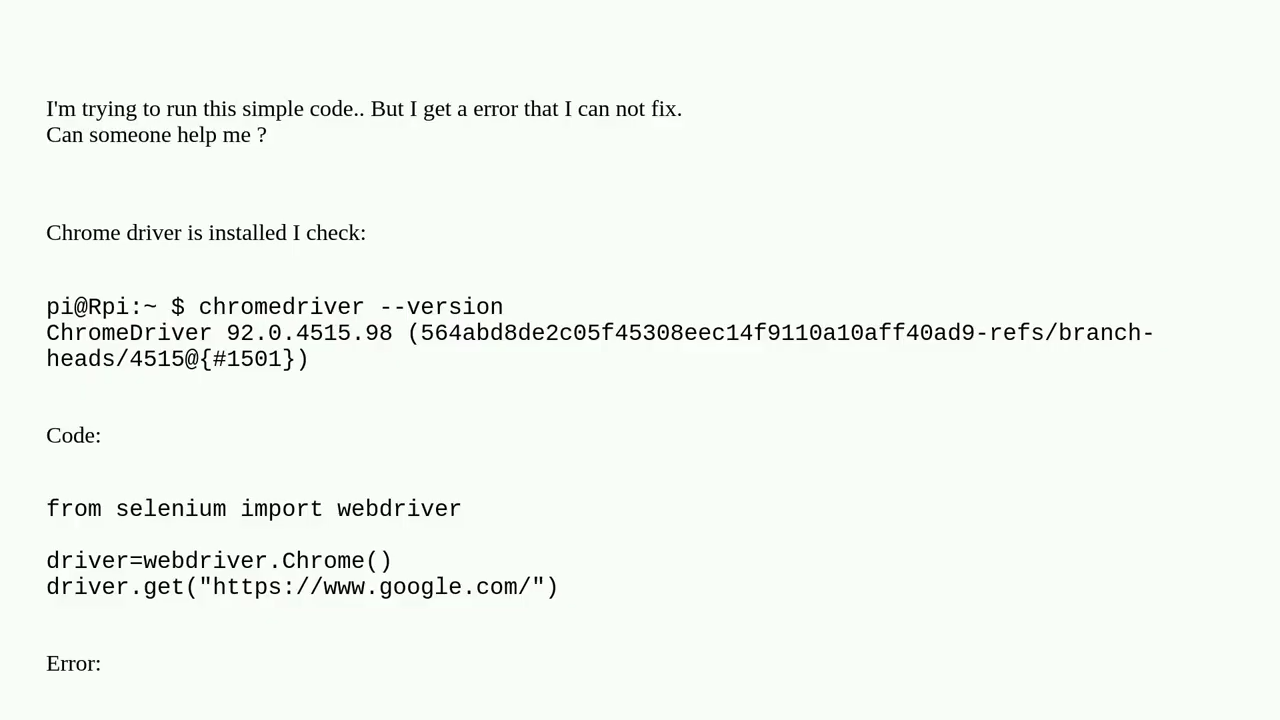 I'm trying to run this simple code.. But I get a error that I can not fix.
Can someone help me ?
Chrome driver is installed I check:
pi@Rpi:~ $ chromedriver --version
ChromeDriver 92.0.4515.98 (564abd8de2c05f45308eec14f9110a10aff40ad9-refs/branch-
heads/4515@{#1501})
Code:
from selenium import webdriver
driver=webdriver.Chrome()
driver.get("https://www.google.com/")
Error: